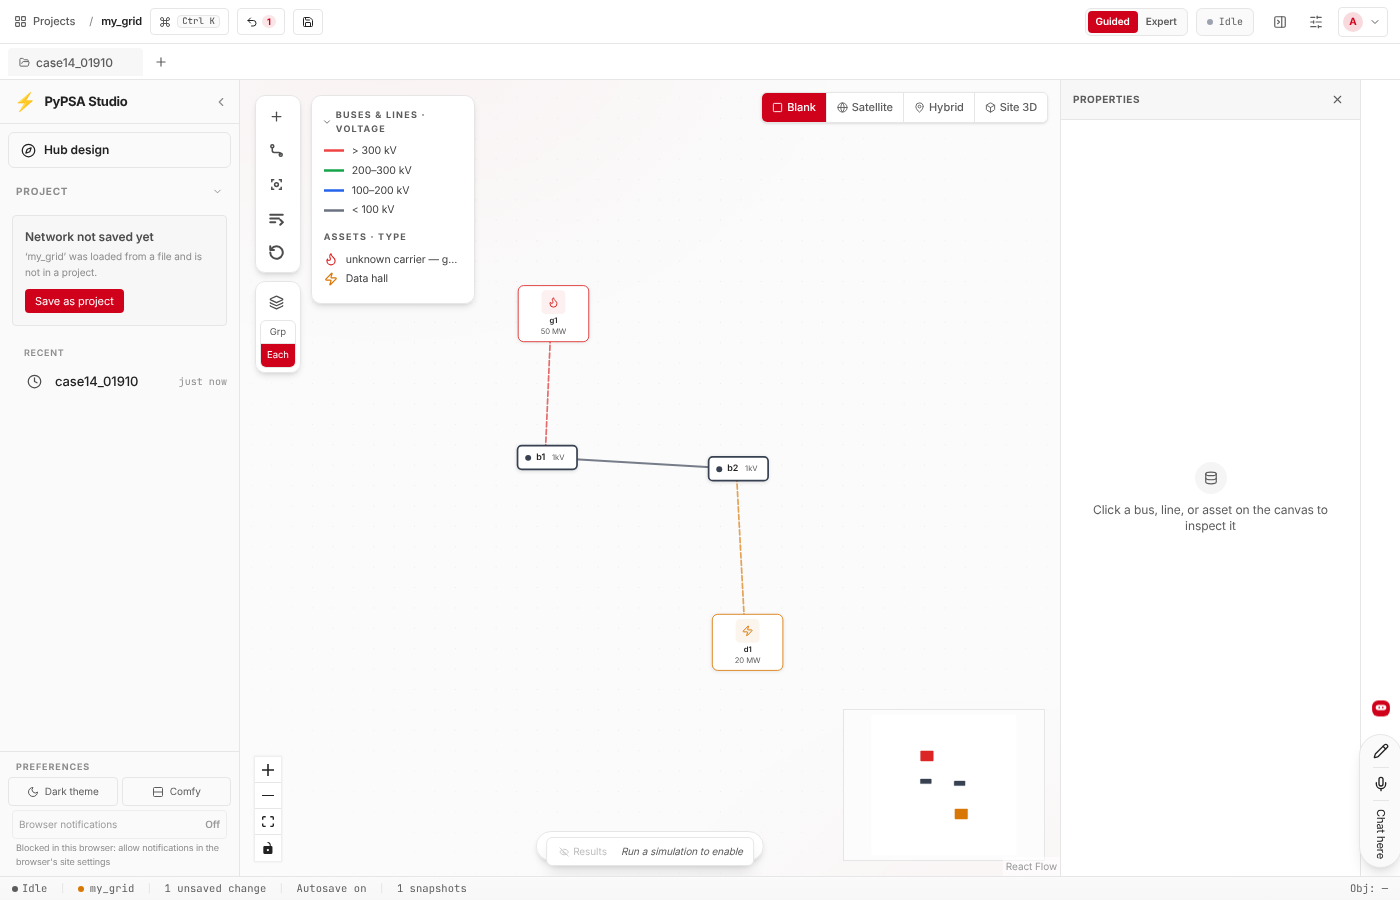 Projects / my_grid
Ctrl K
1
Guided
Expert
Idle
A
case14_01910
PyPSA Studio
Hub design
PROJECT
Network not saved yet
'my_grid' was loaded from a file and is
not in a project.
Save as project
RECENT
case14_01910
just now
PREFERENCES
Dark theme
Comfy
Browser notifications
Off
Blocked in this browser: allow notifications in the
browser's site settings
Grp
Each
BUSES & LINES ·
VOLTAGE
> 300 kV
200–300 kV
100–200 kV
< 100 kV
ASSETS · TYPE
unknown carrier — g...
Data hall
Blank
Satellite
Hybrid
Site 3D
g1
50 MW
b1 1kV
b2 1kV
d1
20 MW
Results
Run a simulation to enable
React Flow
PROPERTIES
Click a bus, line, or asset on the canvas to
inspect it
Chat here
Idle
my_grid
1 unsaved change
Autosave on
1 snapshots
Obj: —